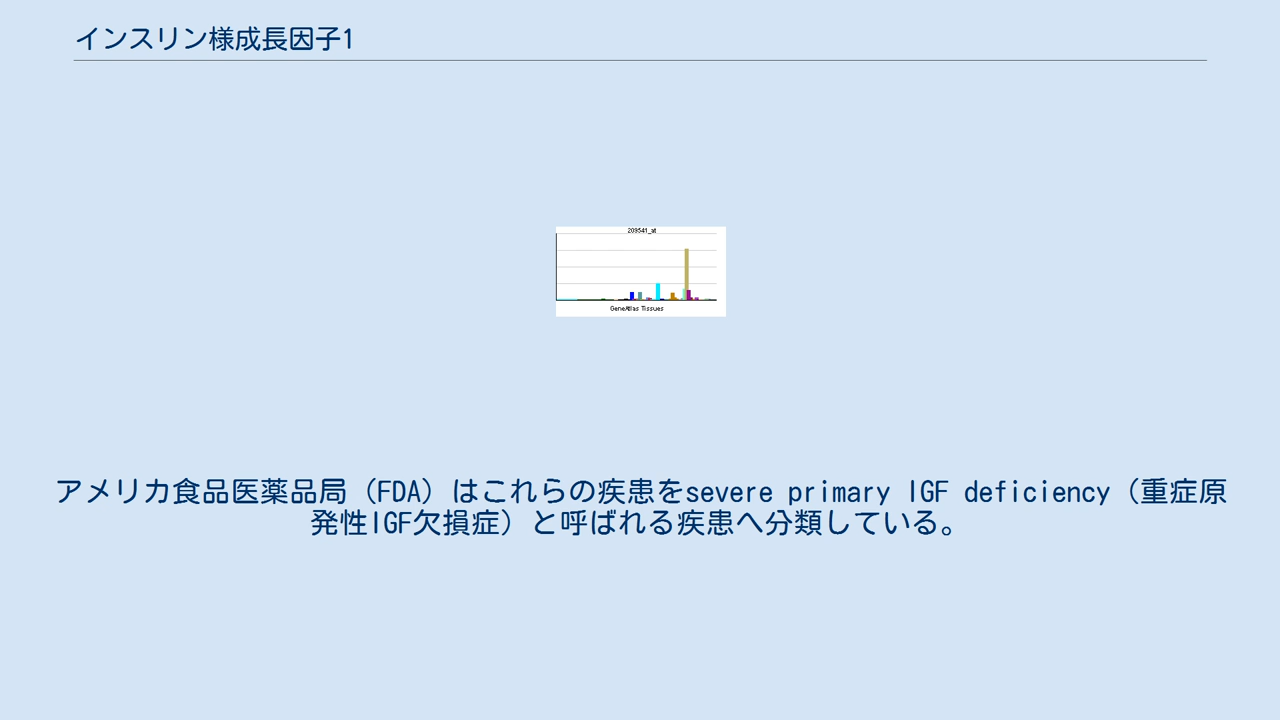 インスリン様成長因子1
209541_at
GeneAtlas Tissues
アメリカ食品医薬品局（FDA）はこれらの疾患をsevere primary IGF deficiency（重症原
発性IGF欠損症）と呼ばれる疾患へ分類している。